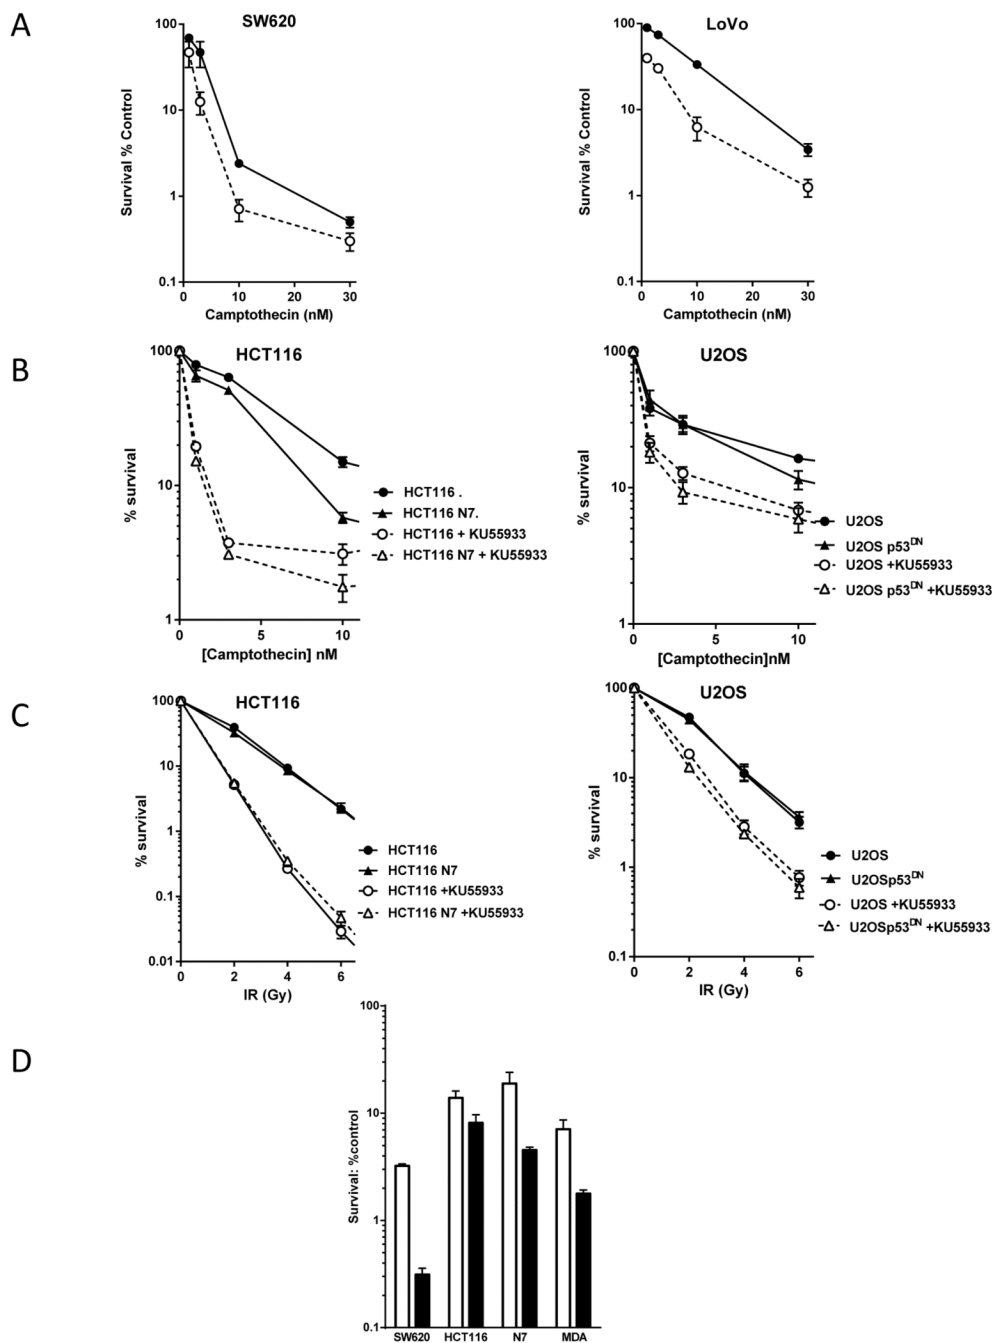 A
SW620
Survival % Control
100
10
1
0.1
0 10 20 30
Camptothecin (nM)
LoVo
Survival % Control
100
10
1
0.1
0 10 20 30
Camptothecin (nM)
B
HCT116
% survival
100
10
1
0 5 10
[Camptothecin] nM
HCT116 .
HCT116 N7.
HCT116 + KU55933
HCT116 N7 + KU55933
U2OS
% survival
100
10
1
0 5 10
[Camptothecin]nM
U2OS
U2OS p53DN
U2OS +KU55933
U2OS p53DN +KU55933
C
HCT116
% survival
100
10
1
0.1
0.01
0 2 4 6
IR (Gy)
HCT116
HCT116 N7
HCT116 +KU55933
HCT116 N7 +KU55933
U2OS
% survival
100
10
1
0.1
0 2 4 6
IR (Gy)
U2OS
U2OSp53DN
U2OS +KU55933
U2OSp53DN +KU55933
D
Survival: %control
100
10
1
0.1
SW620 HCT116 N7 MDA